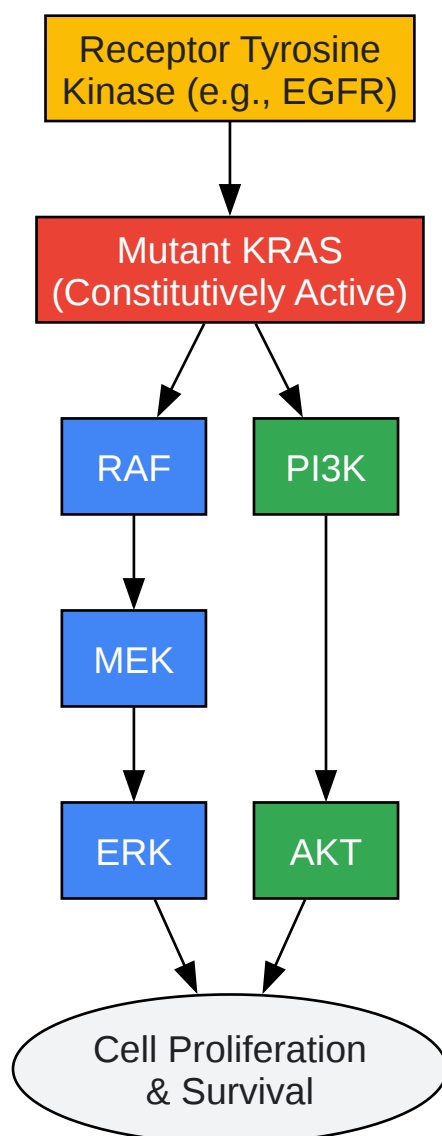 Receptor Tyrosine
Kinase (e.g., EGFR)
Mutant KRAS
(Constitutively Active)
RAF
PI3K
MEK
ERK
AKT
Cell Proliferation
& Survival